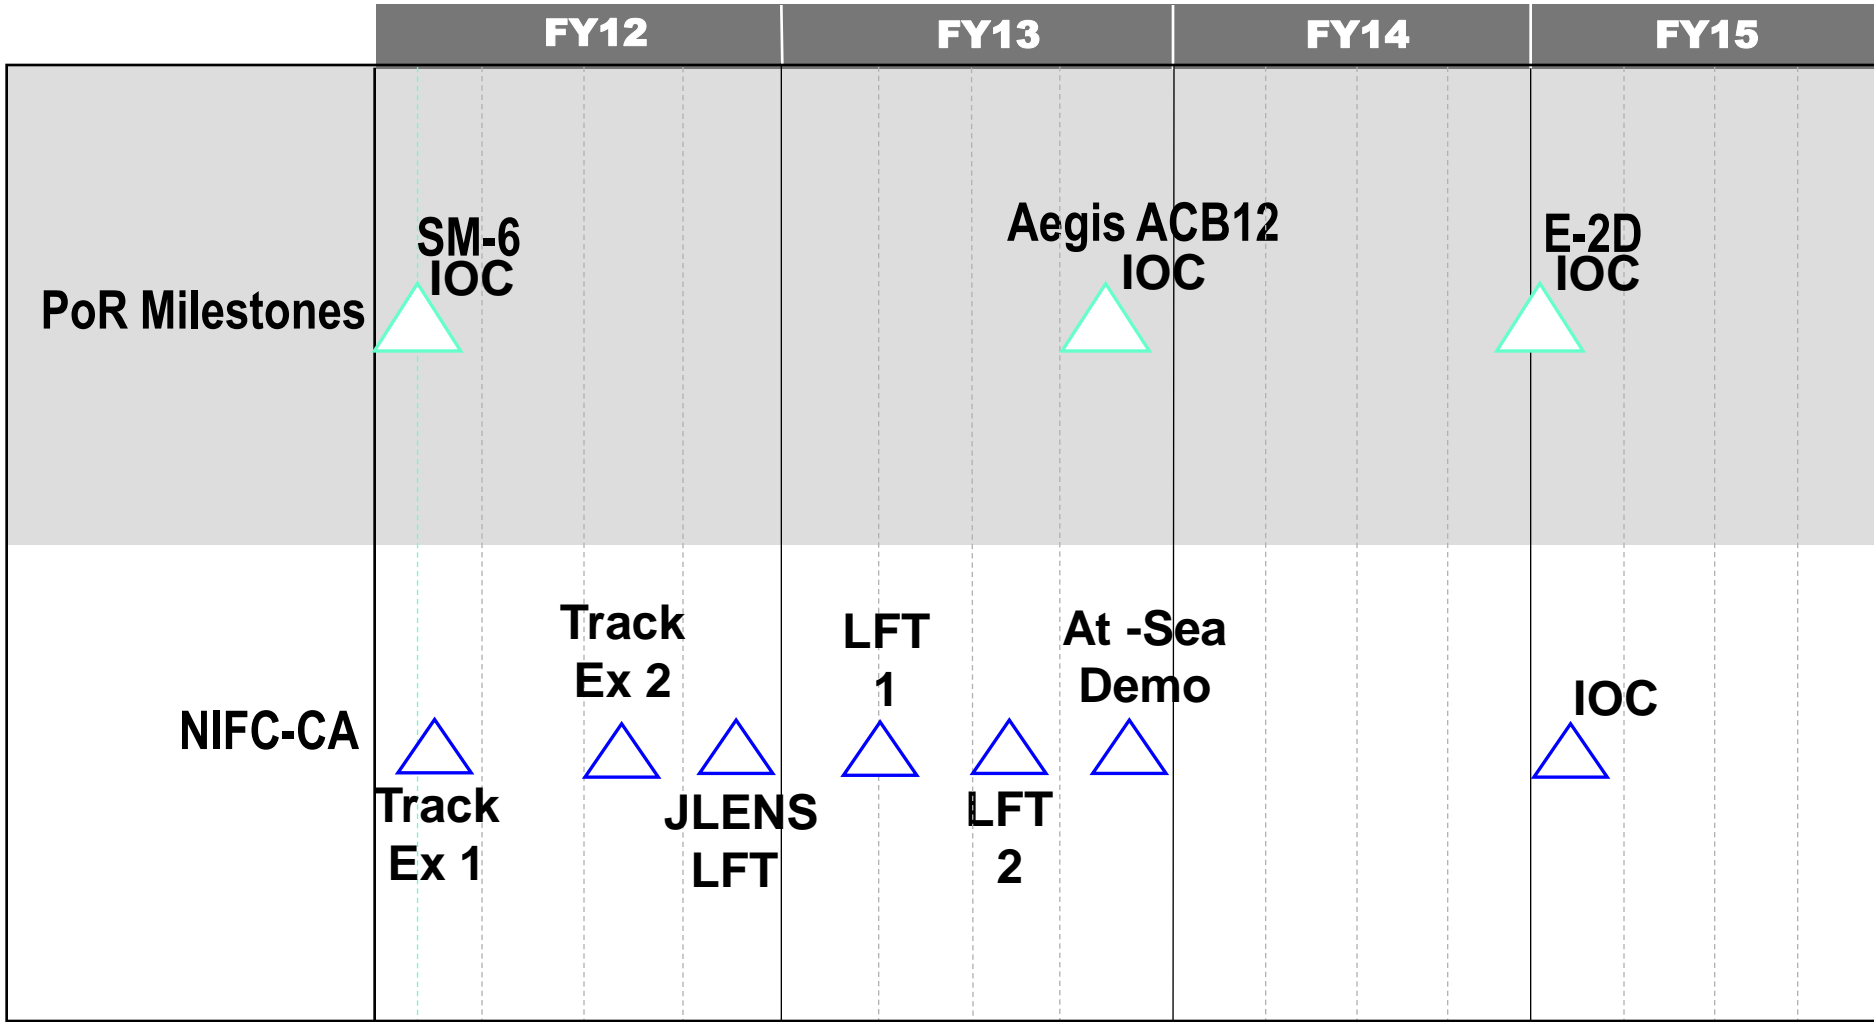 FY12 FY13 FY14 FY15
PoR Milestones
SM-6
IOC
Aegis ACB12
IOC
E-2D
IOC
NIFC-CA
Track
Ex 1
Track
Ex 2
JLENS
LFT
LFT
1
LFT
2
At -Sea
Demo
IOC